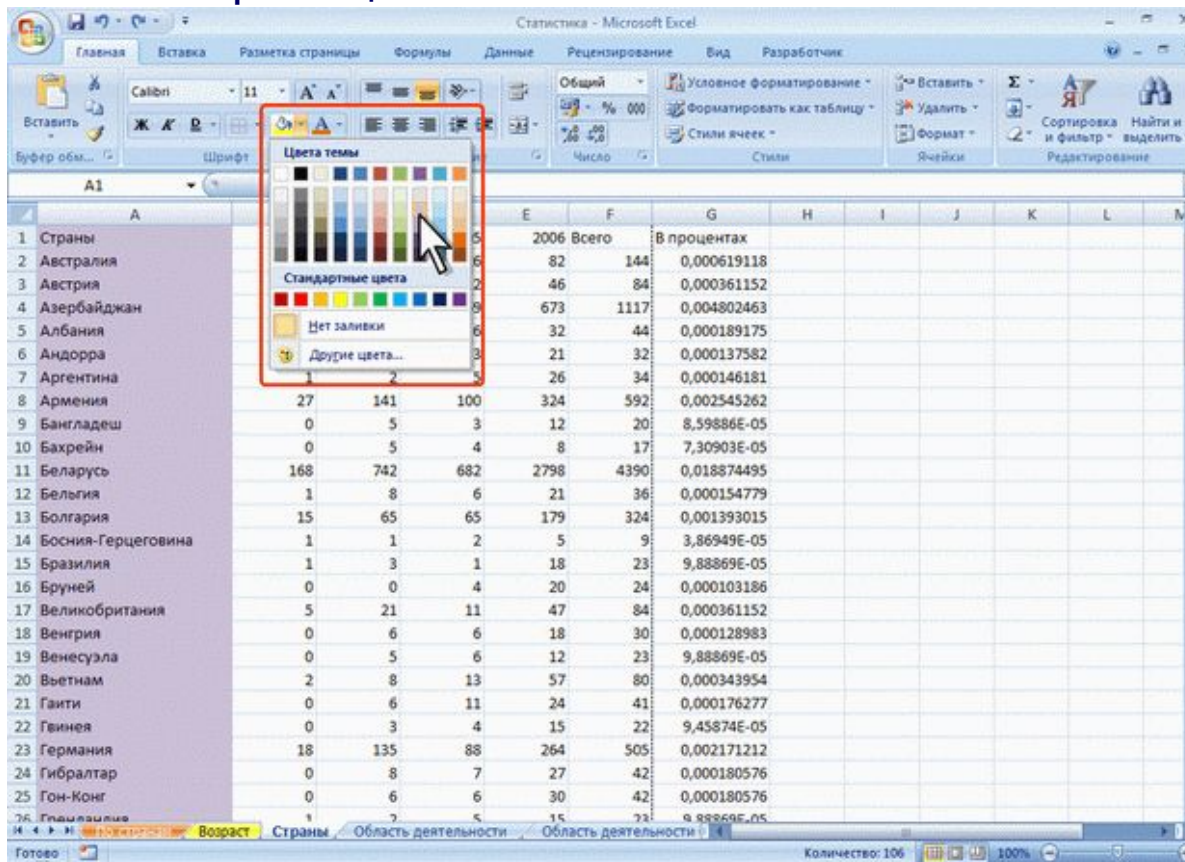 Статистика - Microsoft Excel
Главная Вставка Разметка страницы Формулы Данные Рецензирование Вид Разработчик
Вставить
Calibri 11
Ж К Ч
Общий
% 000
Условное форматирование
Форматировать как таблицу
Стили ячеек
Вставить
Удалить
Формат
Σ
Сортировка и фильтр
Найти и выделить
Буфер обм... Шрифт Число Стили Ячейки Редактирование
Цвета темы
Стандартные цвета
Нет заливки
Другие цвета...
A1
A E F G H I J K L
1 Страны 2006 Всего В процентах
2 Австралия 82 144 0,000619118
3 Австрия 46 84 0,000361152
4 Азербайджан 673 1117 0,004802463
5 Албания 32 44 0,000189175
6 Андорра 21 32 0,000137582
7 Аргентина 1 2 5 26 34 0,000146181
8 Армения 27 141 100 324 592 0,002545262
9 Бангладеш 0 5 3 12 20 8,59886E-05
10 Бахрейн 0 5 4 8 17 7,30903E-05
11 Беларусь 168 742 682 2798 4390 0,018874495
12 Бельгия 1 8 6 21 36 0,000154779
13 Болгария 15 65 65 179 324 0,001393015
14 Босния-Герцеговина 1 1 2 5 9 3,86949E-05
15 Бразилия 1 3 1 18 23 9,88869E-05
16 Бруней 0 0 4 20 24 0,000103186
17 Великобритания 5 21 11 47 84 0,000361152
18 Венгрия 0 6 6 18 30 0,000128983
19 Венесуэла 0 5 6 12 23 9,88869E-05
20 Вьетнам 2 8 13 57 80 0,000343954
21 Гаити 0 6 11 24 41 0,000176277
22 Гвинея 0 3 4 15 22 9,45874E-05
23 Германия 18 135 88 264 505 0,002171212
24 Гибралтар 0 8 7 27 42 0,000180576
25 Гон-Конг 0 6 6 30 42 0,000180576
26 Гренландия 1 2 5 15 23 9,88869E-05
Возраст Страны Область деятельности Область деятельности
Готово Количество: 106 100%